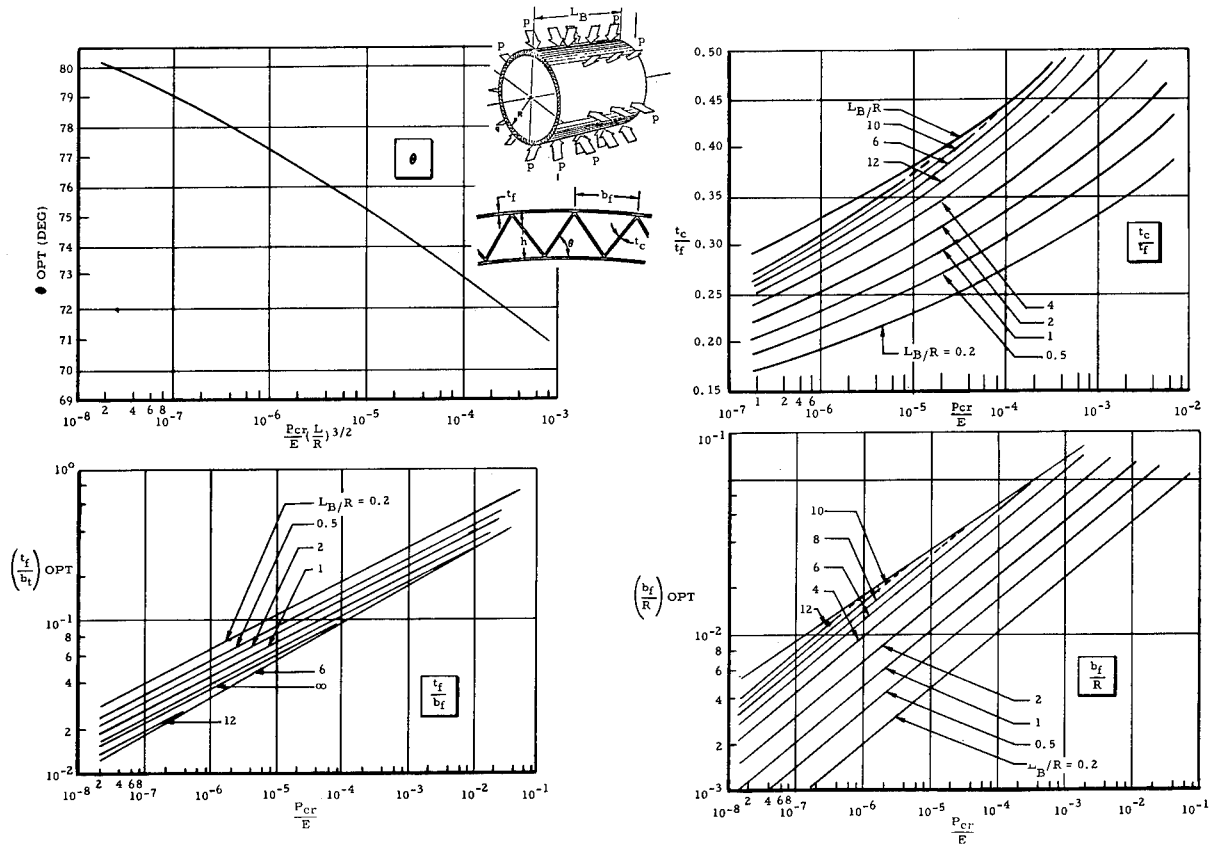 80
79
78
77
76
75
74
73
72
71
70
69
θ OPT (DEG)
θ
10⁻⁸ 2 4 6 8 10⁻⁷ 10⁻⁶ 10⁻⁵ 10⁻⁴ 10⁻³
Pcr/E (L/R) 3/2
L_B
P P P P
P P
P P
P P
P P P P
R
t_f
b_f
h
θ
t_c
0.50
0.45
0.40
0.35
0.30
0.25
0.20
0.15
t_c/t_f
L_B/R
10
6
12
t_c/t_f
4
2
1
0.5
L_B/R = 0.2
10⁻⁷ 1 2 4 6 10⁻⁶ 10⁻⁵ 10⁻⁴ 10⁻³ 10⁻²
Pcr/E
10⁰
(t_f/b_t) OPT
10⁻¹
8
6
4
2
10⁻²
L_B/R = 0.2
0.5
2
1
6
∞
12
t_f/b_f
10⁻⁸ 2 4 68 10⁻⁷ 10⁻⁶ 10⁻⁵ 10⁻⁴ 10⁻³ 10⁻² 10⁻¹
Pcr/E
10⁻¹
(b_f/R) OPT
10⁻²
8
6
4
2
10⁻³
10
8
6
4
12
b_f/R
2
1
0.5
L_B/R = 0.2
10⁻⁸ 2 4 68 10⁻⁷ 10⁻⁶ 10⁻⁵ 10⁻⁴ 10⁻³ 10⁻² 10⁻¹
Pcr/E